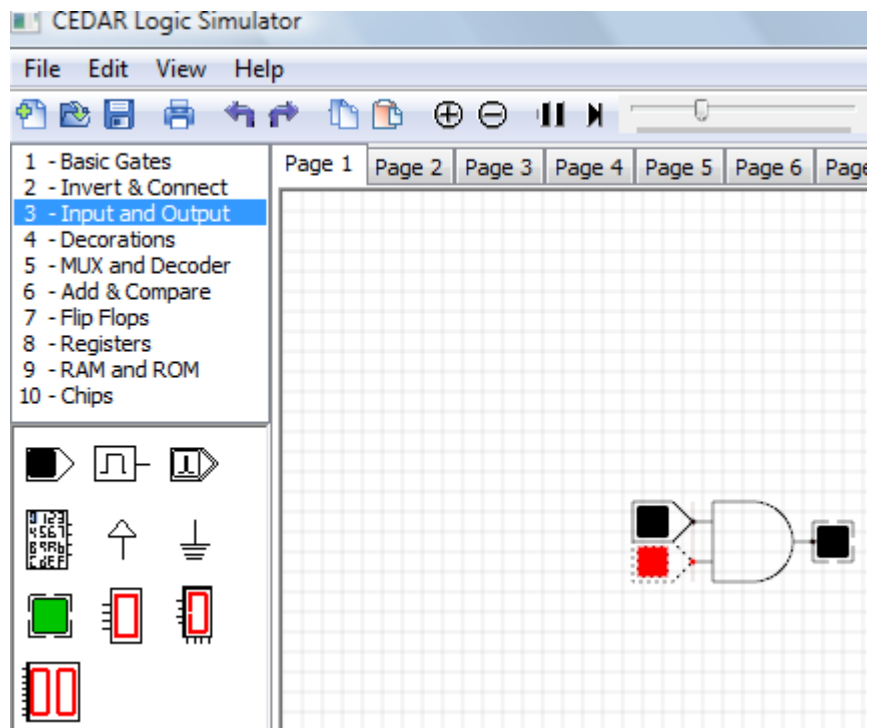 CEDAR Logic Simulator
File Edit View Help
1 - Basic Gates
2 - Invert & Connect
3 - Input and Output
4 - Decorations
5 - MUX and Decoder
6 - Add & Compare
7 - Flip Flops
8 - Registers
9 - RAM and ROM
10 - Chips
Page 1 Page 2 Page 3 Page 4 Page 5 Page 6 Page